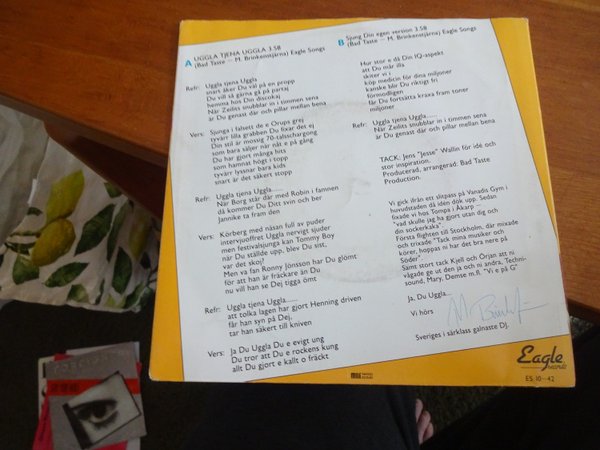 A UGGLA TJENA UGGLA 3.58
(Bad Taste — M. Brinkenstjärna) Eagle Songs
Refr: Uggla tjena Uggla
snart åker Du väl på en propp
Du vill så gärna gå på partaj
hemma hos Din discokaj
När Zeilits snubblar in i timmen sena
är Du genast där och pillar mellan bena
Vers: Sjunga i falsett de e Orups grej
tyvärr lilla grabben Du fixar det ej
Din stil är mossig 70-talsschargong
som bara säljer när nåt e på gång
Du har gjort många hits
som hamnat högt i topp
tyvärr lyssnar bara kids
snart är det säkert stopp
Refr: Uggla tjena Uggla......
När Borg står där med Robin i famnen
då kommer Du Ditt svin och ber
Jannike ta fram den
Vers: Körberg med näsan full av puder
intervjuoffret Uggla nervigt sjuder
men festivalsjunga kan Tommy Boy
När Du ställde upp, blev Du sist,
var det skoj?
Men va fan Ronny Jönsson har Du glömt
för att han är fräckare än Du
nu vill han se Dej tigga ömt
Refr: Uggla tjena Uggla......
att tolka lagen har gjort Henning driven
får han syn på Dej,
tar han säkert till kniven
Vers: Ja Du Uggla Du e evigt ung
Du tror att Du e rockens kung
allt Du gjort e kallt o fräckt
B Sjung Din egen version 3.58
(Bad Taste — M. Brinkenstjärna) Eagle Songs
Hur stor e då Din IQ-aspekt
att Du mår illa
skiter vi i
köp medicin för dina miljoner
kanske blir Du riktigt fri
förmodligen
får Du fortsätta kraxa fram toner
miljoner
Refr: Uggla tjena Uggla......
När Zeilits snubblar in i timmen sena
är Du genast där och pillar mellan bena
TACK: Jens "Jesse" Wallin för idé och
stor inspiration.
Producerad, arrangerad: Bad Taste
Production.
Vi gick ifrån ett slitspass på Vanadis Gym i
huvudstaden då idén dök upp. Sedan
fixade vi hos Tompa i Åkarp —
"vad skulle jag ha gjort utan dig och
din sockerkaka".
Första flighten till Stockholm, där mixade
och trixade "Tack mina musiker och
körer, hoppas ni har det bra nere på
Söder".
Samt stort tack Kjell och Örjan att ni
vågade ge ut den ja och ni andra, Techni-
sound, Mary, Demse m.fl. "Vi e på G"
Ja, Du Uggla......
Vi hörs
Sveriges i särklass galnaste DJ.
Eagle
records
ES 10–42